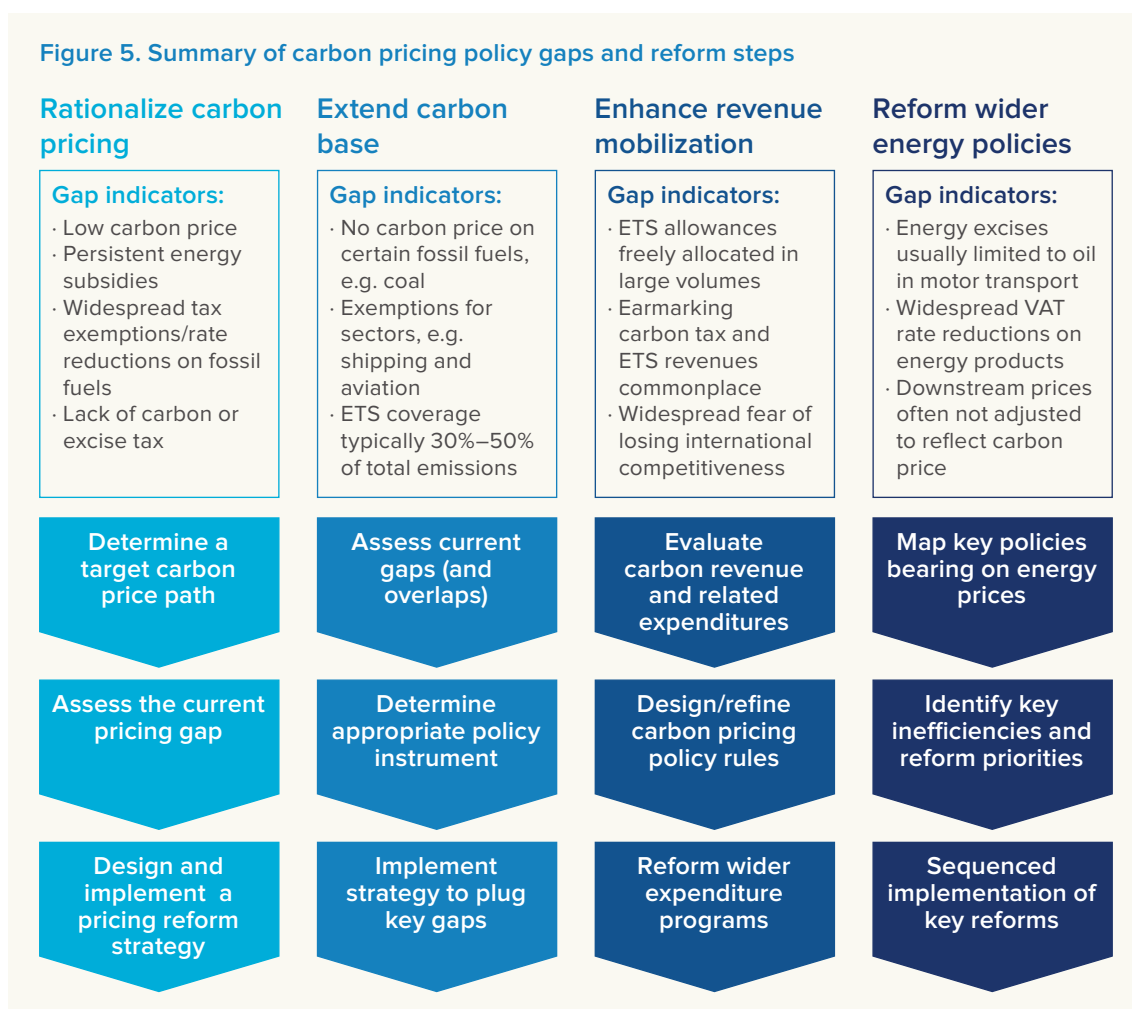 Figure 5. Summary of carbon pricing policy gaps and reform steps
Rationalize carbon
pricing
Gap indicators:
· Low carbon price
· Persistent energy
subsidies
· Widespread tax
exemptions/rate
reductions on fossil
fuels
· Lack of carbon or
excise tax
Determine a
target carbon
price path
Assess the current
pricing gap
Design and
implement a
pricing reform
strategy
Extend carbon
base
Gap indicators:
· No carbon price on
certain fossil fuels,
e.g. coal
· Exemptions for
sectors, e.g.
shipping and
aviation
· ETS coverage
typically 30%–50%
of total emissions
Assess current
gaps (and
overlaps)
Determine
appropriate policy
instrument
Implement
strategy to plug
key gaps
Enhance revenue
mobilization
Gap indicators:
· ETS allowances
freely allocated in
large volumes
· Earmarking
carbon tax and
ETS revenues
commonplace
· Widespread fear of
losing international
competitiveness
Evaluate
carbon revenue
and related
expenditures
Design/refine
carbon pricing
policy rules
Reform wider
expenditure
programs
Reform wider
energy policies
Gap indicators:
· Energy excises
usually limited to oil
in motor transport
· Widespread VAT
rate reductions on
energy products
· Downstream prices
often not adjusted
to reflect carbon
price
Map key policies
bearing on energy
prices
Identify key
inefficiencies and
reform priorities
Sequenced
implementation of
key reforms